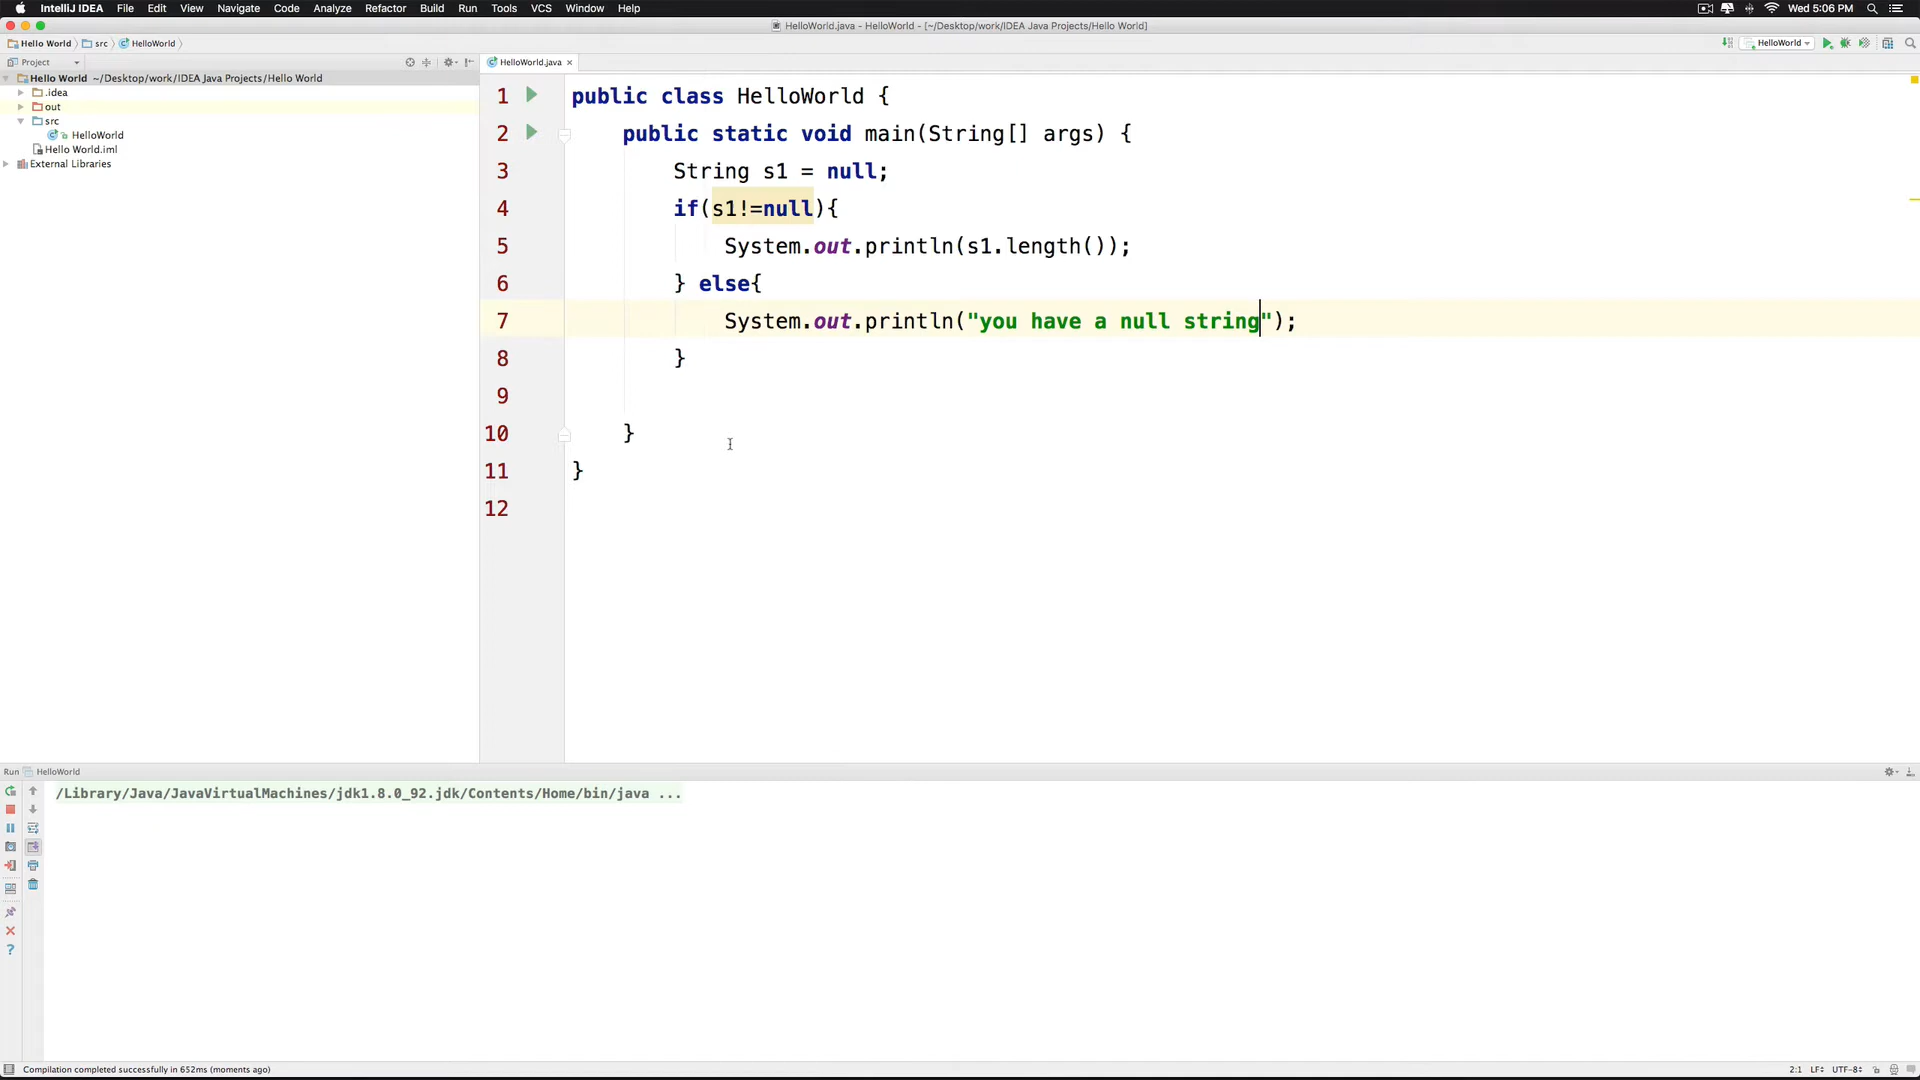 IntelliJ IDEA File Edit View Navigate Code Analyze Refactor Build Run Tools VCS Window Help Wed 5:06 PM
HelloWorld.java - HelloWorld - [~/Desktop/work/IDEA Java Projects/Hello World]
Hello World src HelloWorld HelloWorld
Project HelloWorld.java
Hello World ~/Desktop/work/IDEA Java Projects/Hello World
.idea
out
src
HelloWorld
Hello World.iml
External Libraries
1 public class HelloWorld {
2 public static void main(String[] args) {
3 String s1 = null;
4 if(s1!=null){
5 System.out.println(s1.length());
6 } else{
7 System.out.println("you have a null string");
8 }
9
10 }
11 }
12
Run HelloWorld
/Library/Java/JavaVirtualMachines/jdk1.8.0_92.jdk/Contents/Home/bin/java ...
Compilation completed successfully in 652ms (moments ago) 2:1 LF÷ UTF-8÷